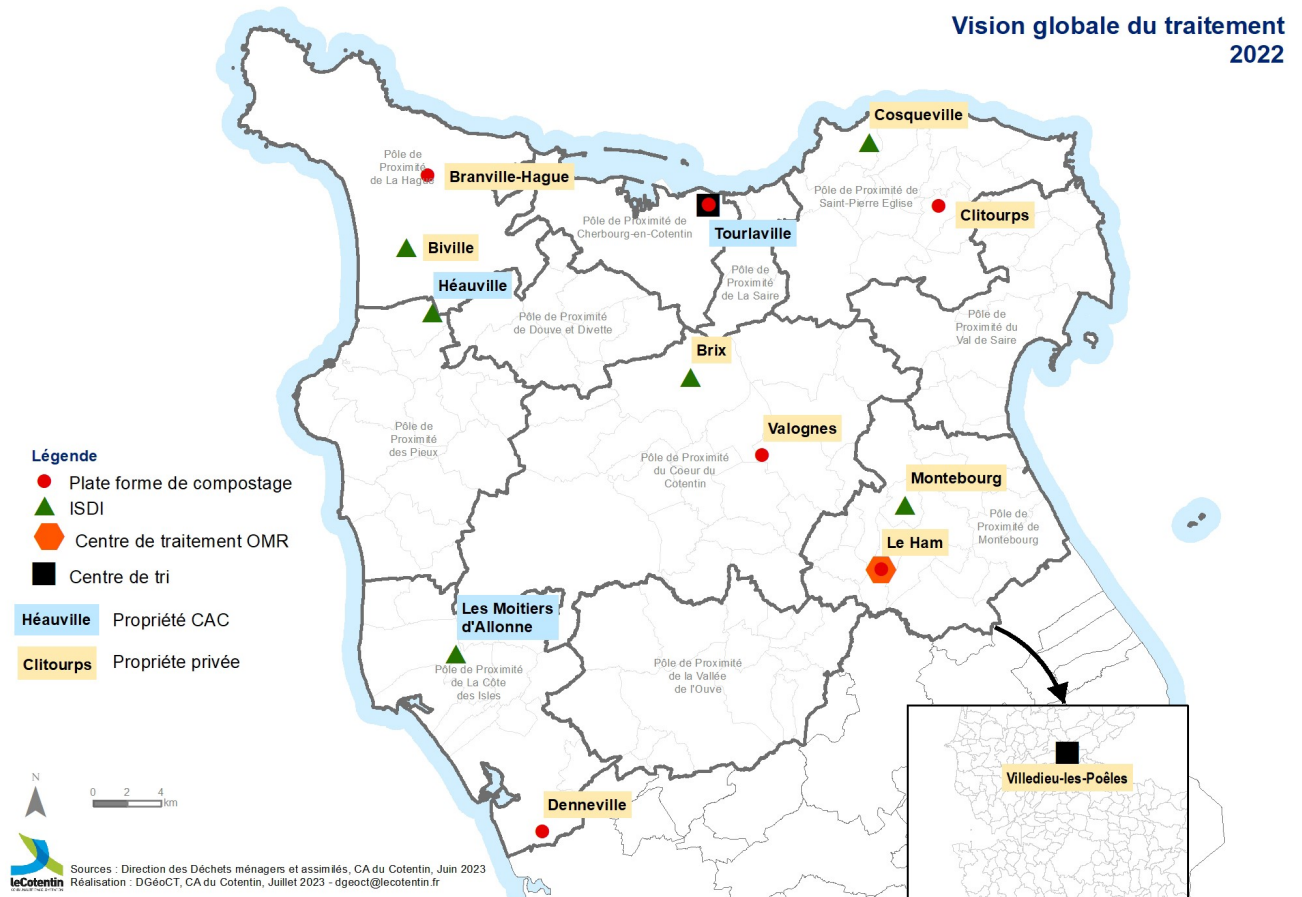 Vision globale du traitement
2022
Cosqueville
Pôle de
Proximité
de La Hague
Branville-Hague
Pôle de Proximité de
Saint-Pierre Eglise
Clitourps
Pôle de Proximité de
Cherbourg-en-Cotentin
Tourlaville
Biville
Héauville
Pôle de
Proximité
de La Saire
Pôle de Proximité
de Douve et Divette
Pôle de
Proximité du
Val de Saire
Brix
Pôle de
Proximité
des Pieux
Valognes
Pôle de Proximité
du Coeur du
Cotentin
Montebourg
Pôle de
Proximité de
Montebourg
Le Ham
Légende
Plate forme de compostage
ISDI
Centre de traitement OMR
Centre de tri
Héauville Propriété CAC
Clitourps Propriéte privée
Les Moitiers
d'Allonne
Pôle de Proximité
de La Côte
des Isles
Pôle de Proximité
de la Vallée
de l'Ouve
Villedieu-les-Poêles
Denneville
N
0 2 4
km
leCotentin
Sources : Direction des Déchets ménagers et assimilés, CA du Cotentin, Juin 2023
Réalisation : DGéoCT, CA du Cotentin, Juillet 2023 - dgeoct@lecotentin.fr